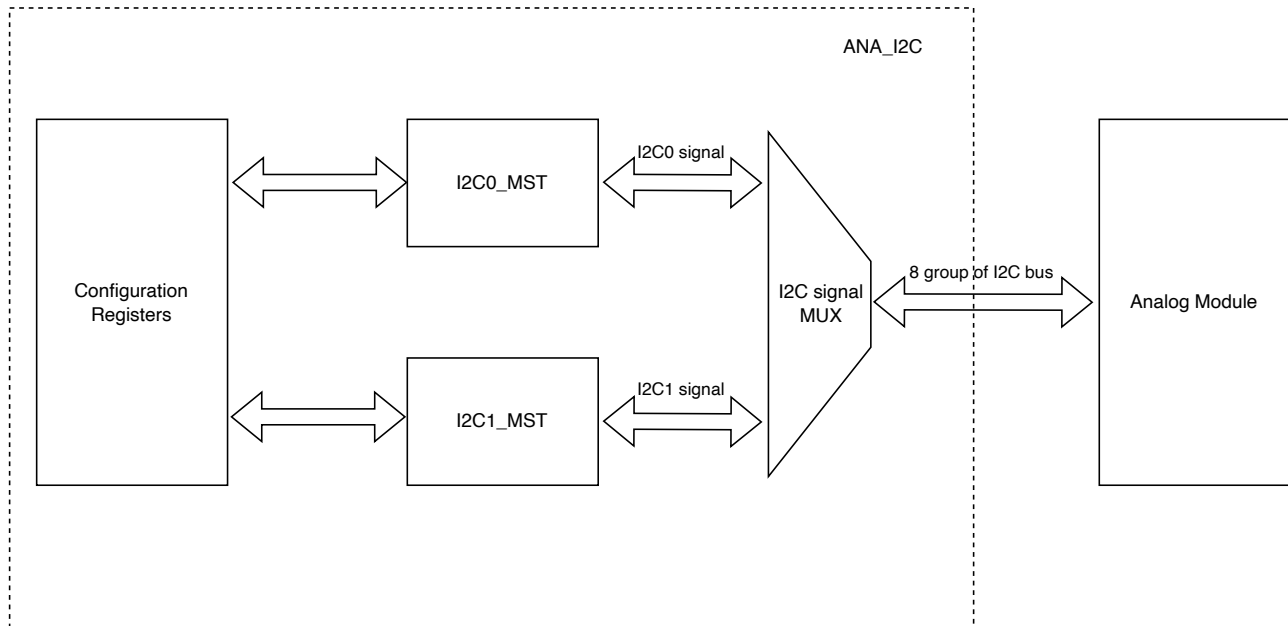 ANA_I2C
Configuration
Registers
I2C0_MST
I2C0 signal
I2C1_MST
I2C1 signal
I2C signal
MUX
8 group of I2C bus
Analog Module